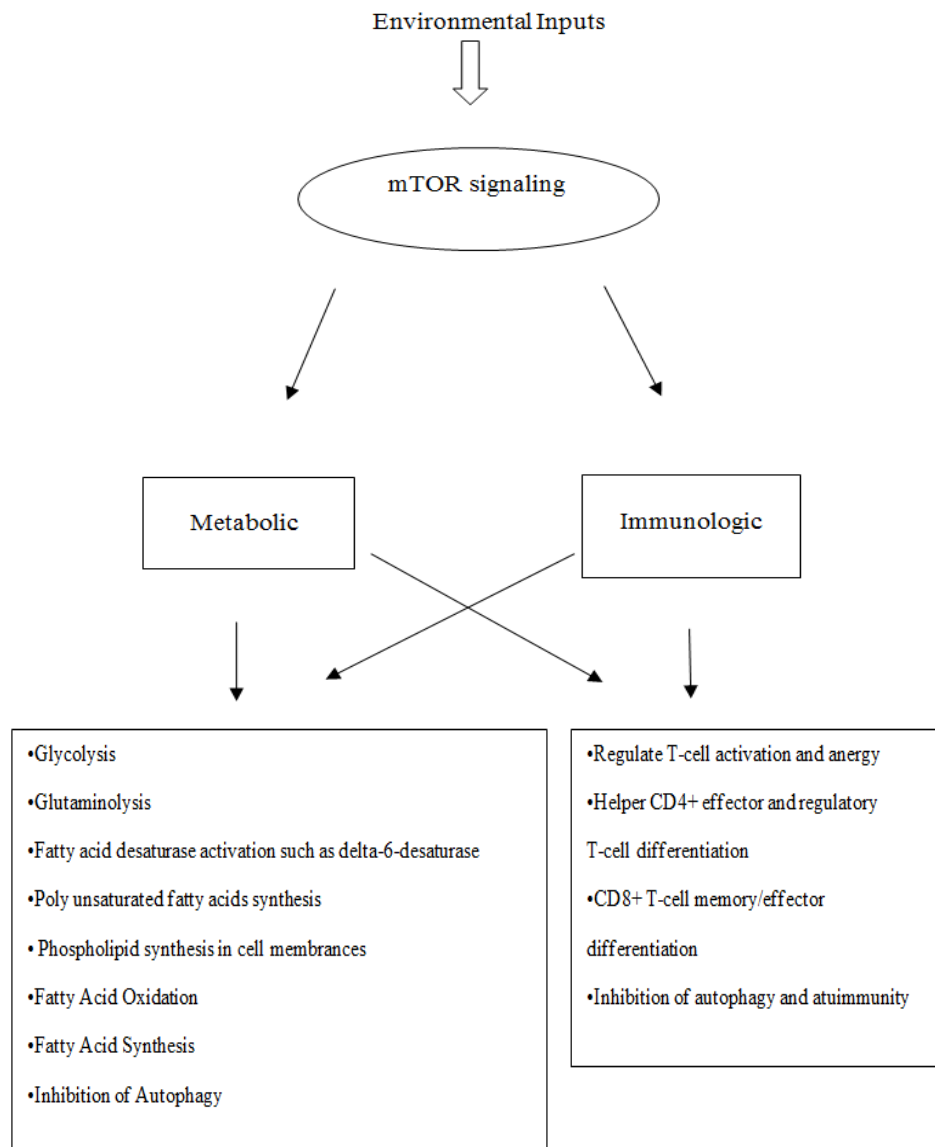 Environmental Inputs
mTOR signaling
Metabolic
Immunologic
•Glycolysis
•Glutaminolysis
•Fatty acid desaturase activation such as delta-6-desaturase
•Poly unsaturated fatty acids synthesis
• Phospholipid synthesis in cell membrances
•Fatty Acid Oxidation
•Fatty Acid Synthesis
•Inhibition of Autophagy
•Regulate T-cell activation and anergy
•Helper CD4+ effector and regulatory
T-cell differentiation
•CD8+ T-cell memory/effector
differentiation
•Inhibition of autophagy and atuimmunity